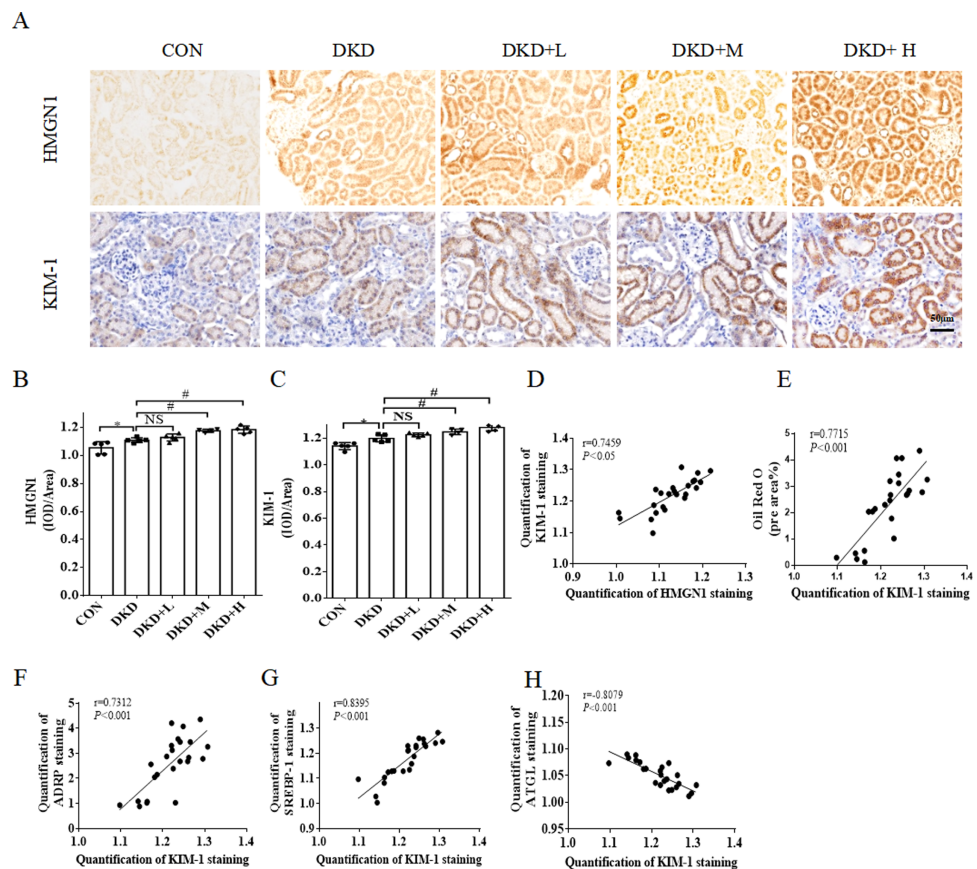 A
CON DKD DKD+L DKD+M DKD+ H
HMGN1
KIM-1
50μm
B
HMGN1
(IOD/Area)
1.2
1.1
1.0
0.6
0.4
0.2
0.0
* NS # #
CON DKD DKD+L DKD+M DKD+H
C
KIM-1
(IOD/Area)
1.2
1.0
0.8
0.6
0.4
0.2
0.0
* NS # #
CON DKD DKD+L DKD+M DKD+H
D
r=0.7459
P<0.05
Quantification of
KIM-1 staining
1.4
1.3
1.2
1.1
1.0
0.9 1.0 1.1 1.2 1.3
Quantification of HMGN1 staining
E
r=0.7715
P<0.001
Oil Red O
(pre area%)
5
4
3
2
1
0
1.0 1.1 1.2 1.3 1.4
Quantification of KIM-1 staining
F
r=0.7312
P<0.001
Quantification of
ADRP staining
5
4
3
2
1
0
1.0 1.1 1.2 1.3 1.4
Quantification of KIM-1 staining
G
r=0.8395
P<0.001
Quantification of
SREBP-1 staining
1.4
1.3
1.2
1.1
1.0
0.9
1.0 1.1 1.2 1.3 1.4
Quantification of KIM-1 staining
H
r=-0.8079
P<0.001
Quantification of
ATGL staining
1.20
1.15
1.10
1.05
1.00
0.95
1.0 1.1 1.2 1.3 1.4
Quantification of KIM-1 staining